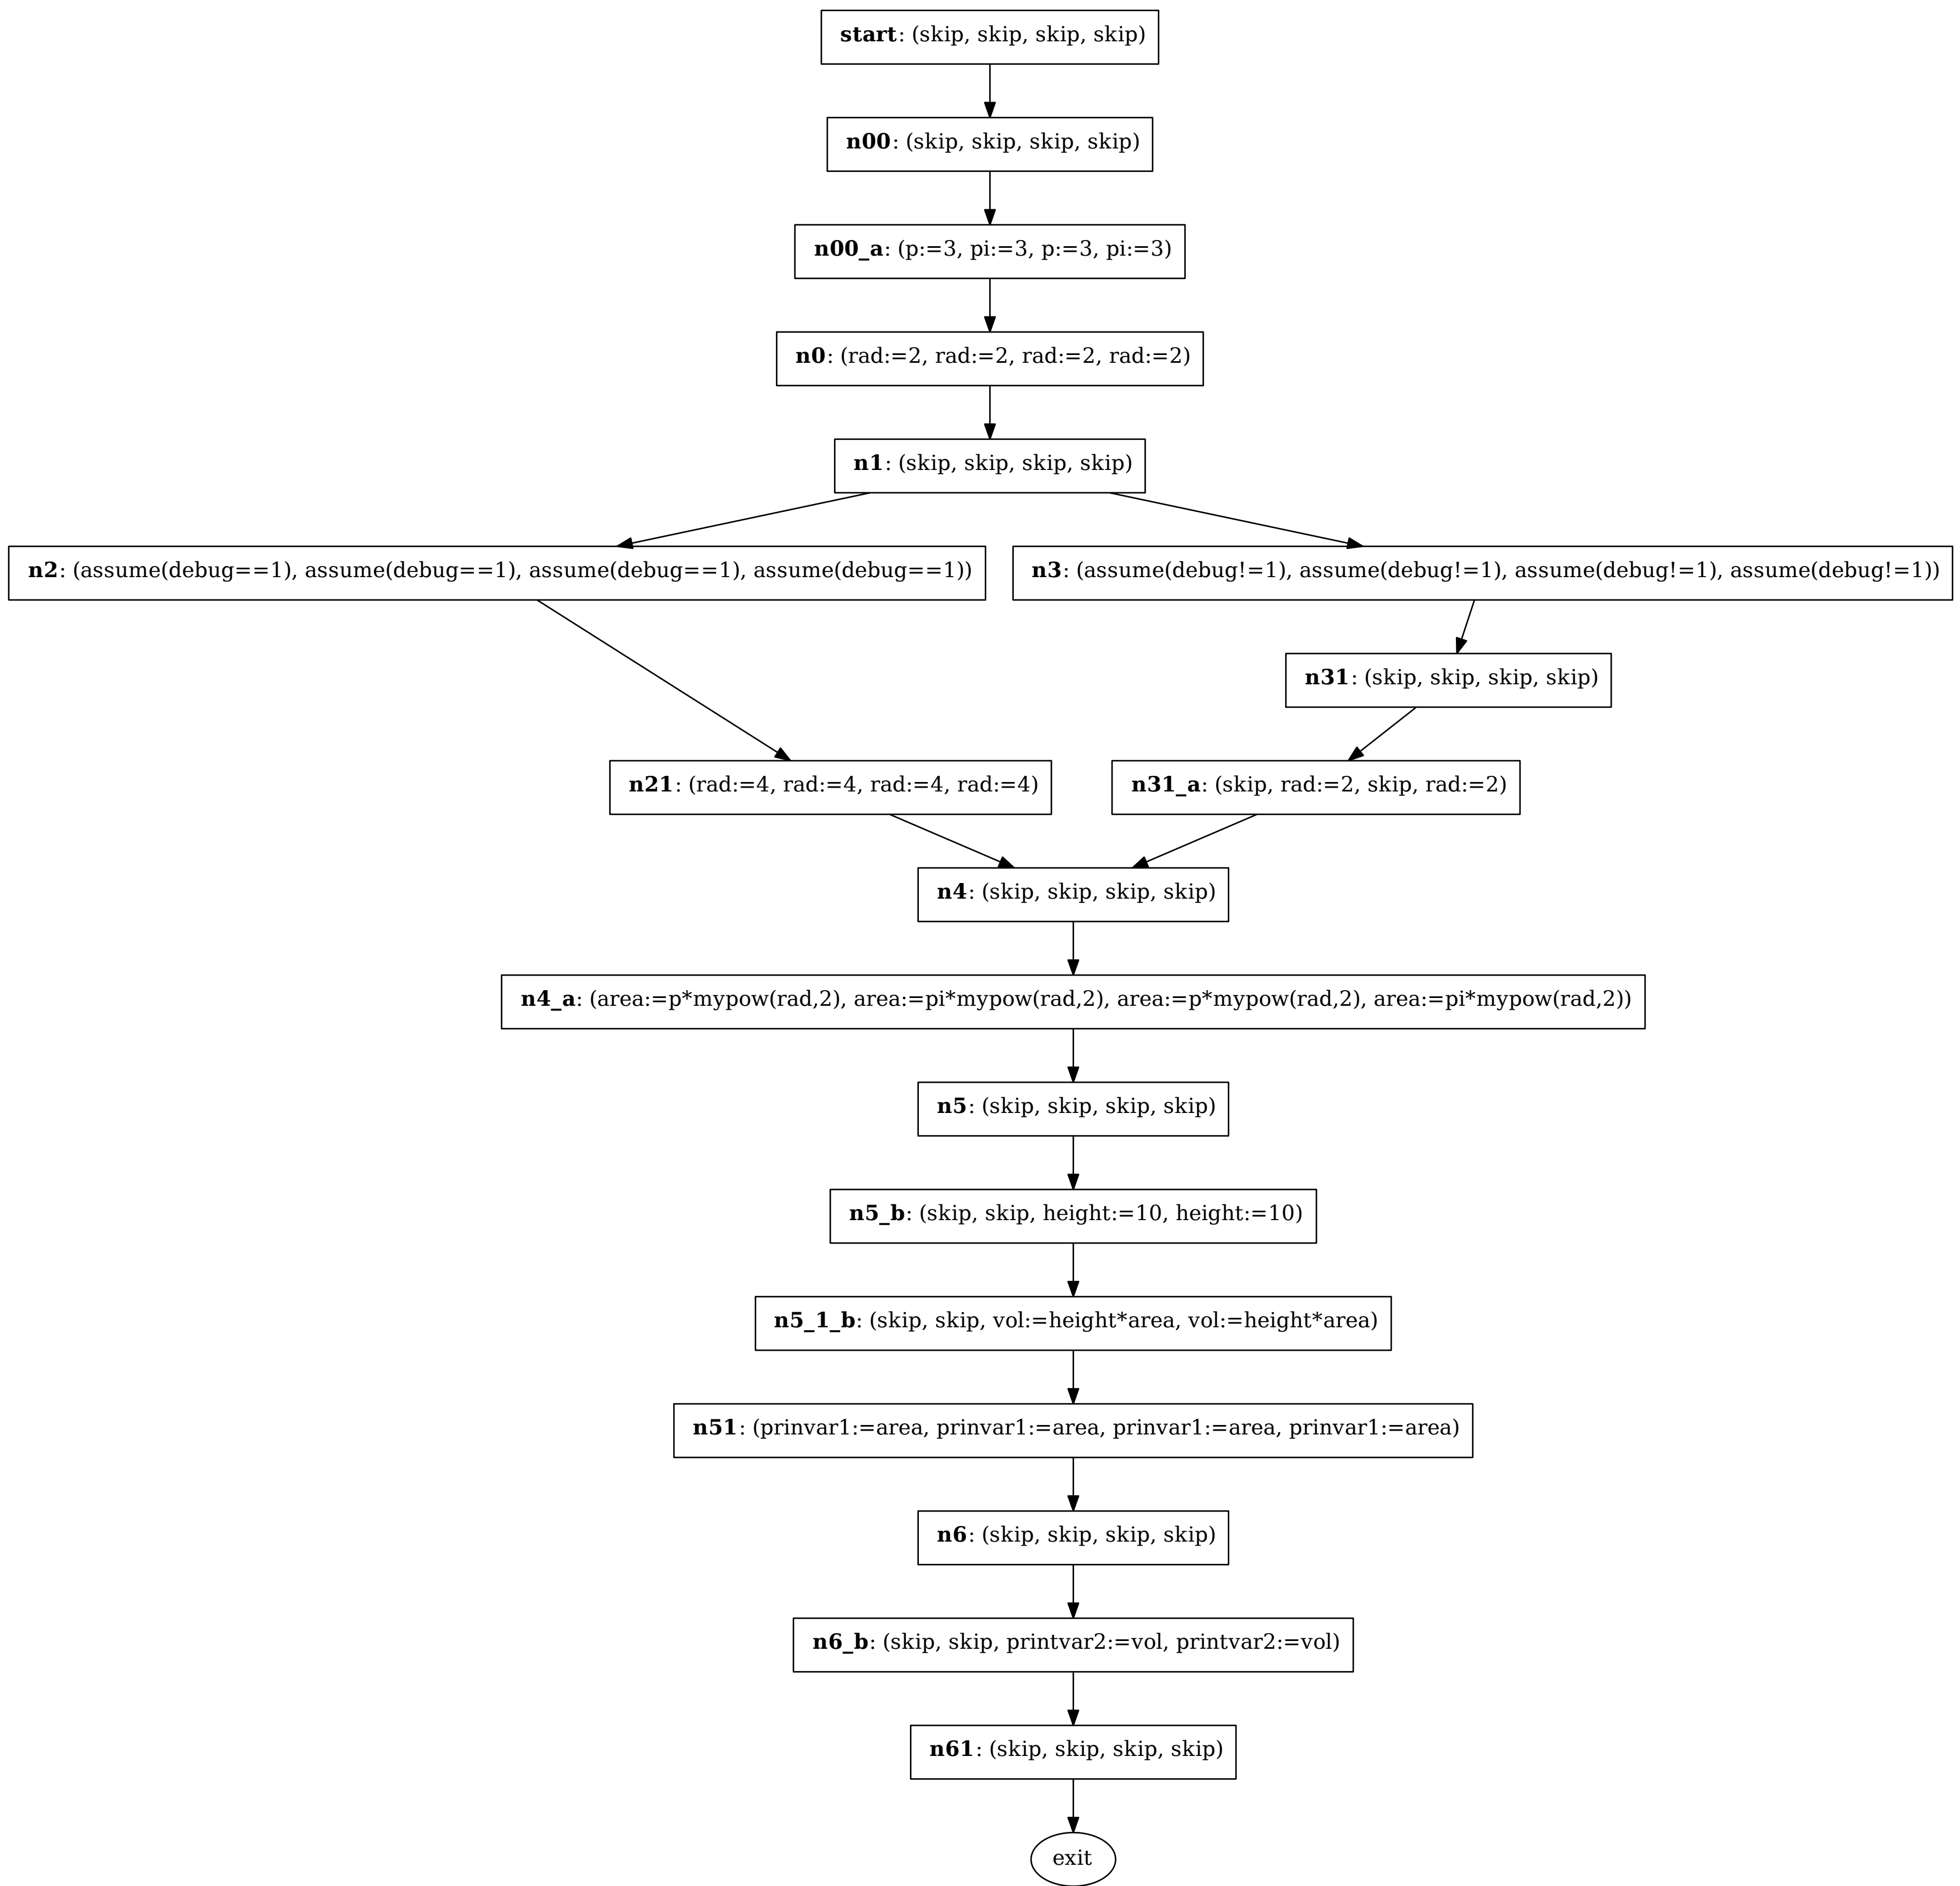 start: (skip, skip, skip, skip)
n00: (skip, skip, skip, skip)
n00_a: (p:=3, pi:=3, p:=3, pi:=3)
n0: (rad:=2, rad:=2, rad:=2, rad:=2)
n1: (skip, skip, skip, skip)
n2: (assume(debug==1), assume(debug==1), assume(debug==1), assume(debug==1))
n3: (assume(debug!=1), assume(debug!=1), assume(debug!=1), assume(debug!=1))
n31: (skip, skip, skip, skip)
n21: (rad:=4, rad:=4, rad:=4, rad:=4)
n31_a: (skip, rad:=2, skip, rad:=2)
n4: (skip, skip, skip, skip)
n4_a: (area:=p*mypow(rad,2), area:=pi*mypow(rad,2), area:=p*mypow(rad,2), area:=pi*mypow(rad,2))
n5: (skip, skip, skip, skip)
n5_b: (skip, skip, height:=10, height:=10)
n5_1_b: (skip, skip, vol:=height*area, vol:=height*area)
n51: (prinvar1:=area, prinvar1:=area, prinvar1:=area, prinvar1:=area)
n6: (skip, skip, skip, skip)
n6_b: (skip, skip, printvar2:=vol, printvar2:=vol)
n61: (skip, skip, skip, skip)
exit